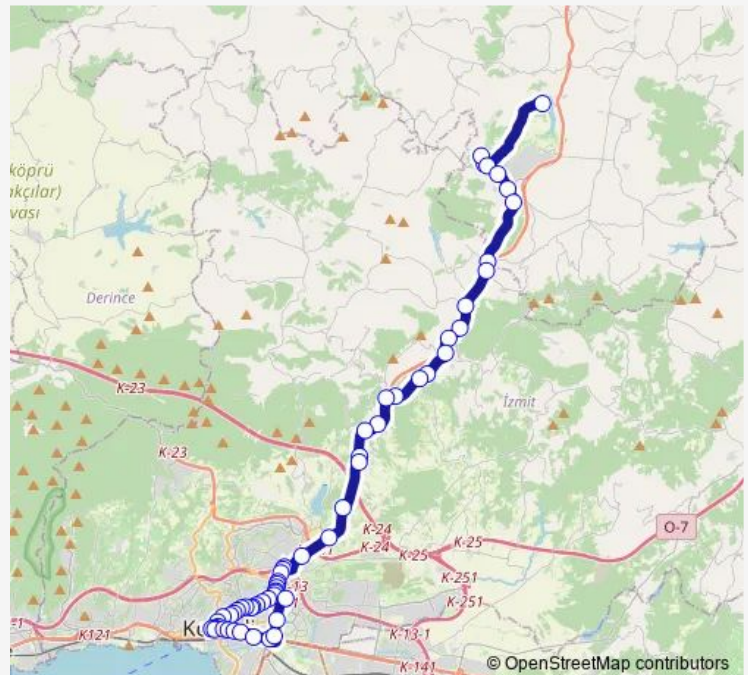 köprü
akçılar)
vası
Derince
K-23
İzmit
K-23
O-7
K-24
K-24
K-25
K-25
K-251
K-251
-13
-1
K121
K-13-1
K-141
© OpenStreetMap contributors